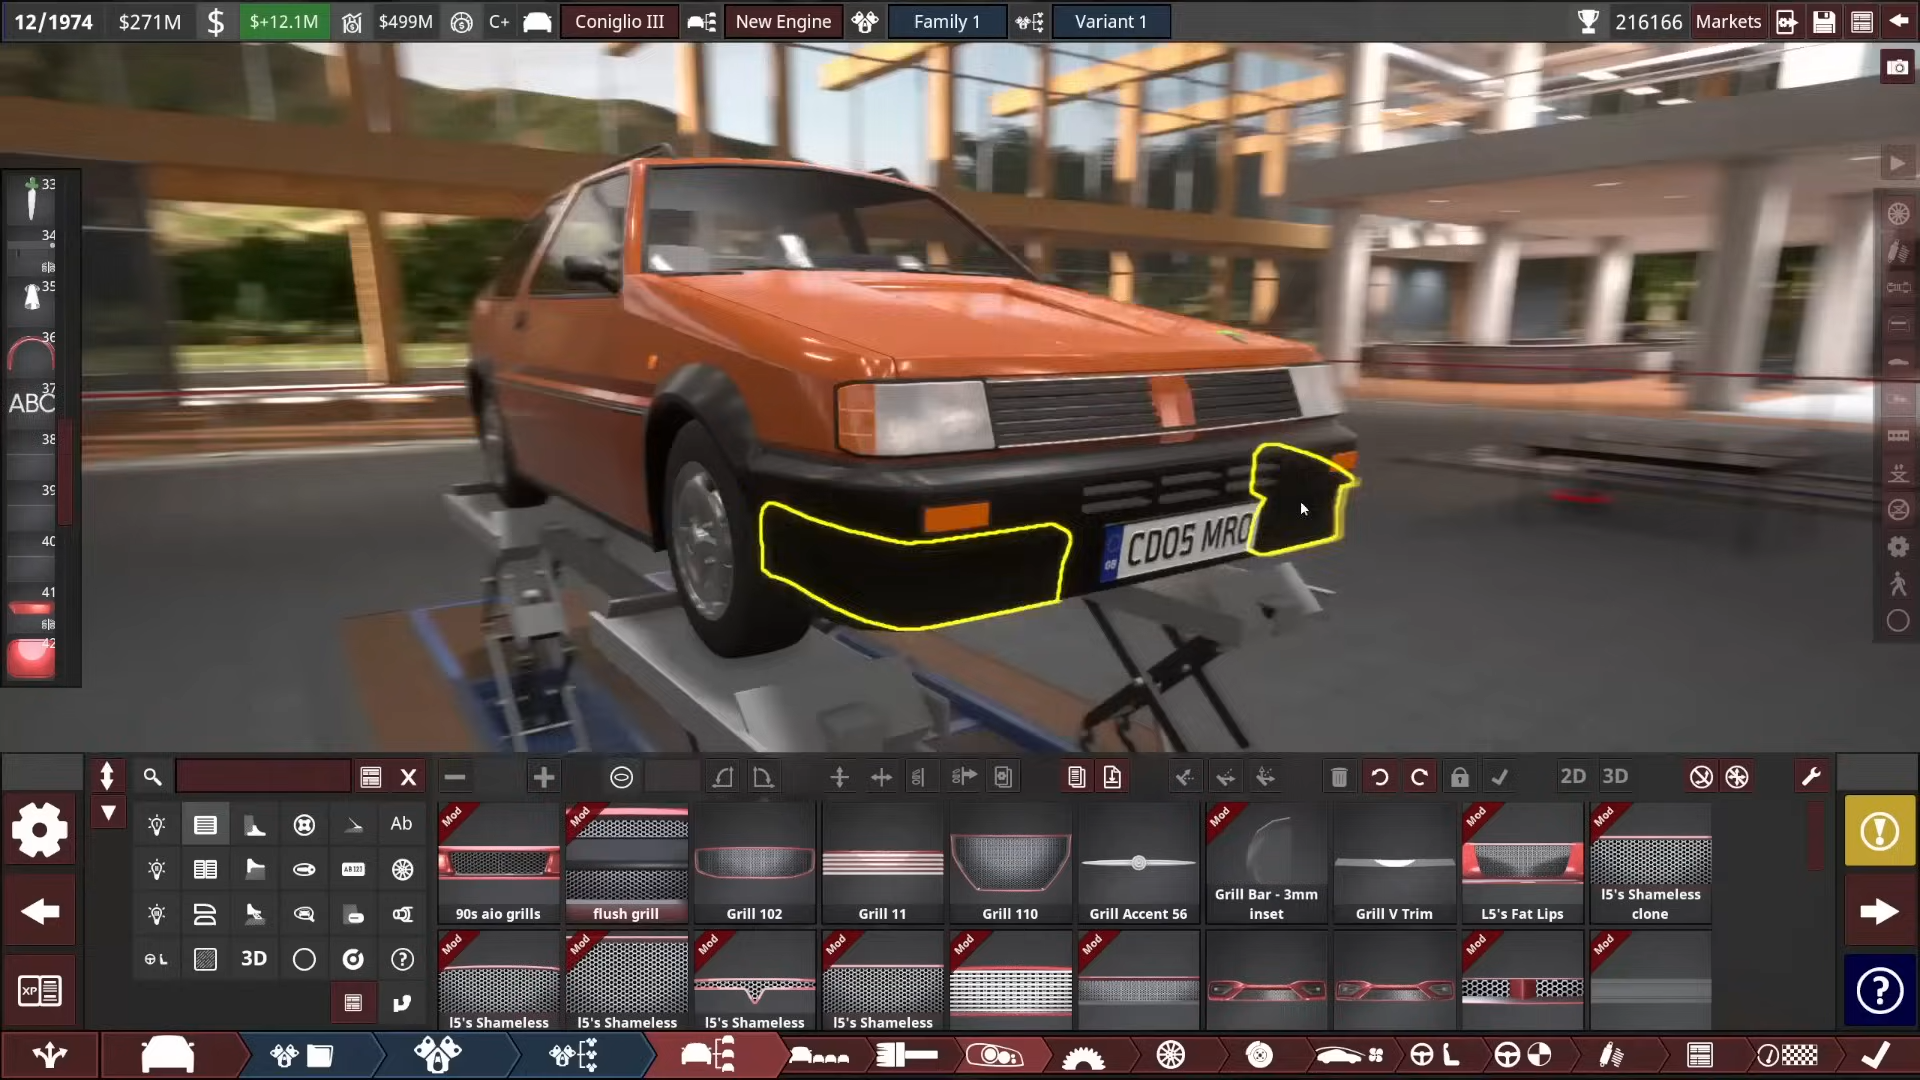 12/1974 $271M $+12.1M $499M C+ Coniglio III New Engine Family 1 Variant 1 216166 Markets
33
34
35
36
37
ABC
38
39
40
41
42
GB CD05 MRO
2D 3D
Ab
AB123
3D
XP
Mod
Mod
Mod
Mod
Mod
90s aio grills
flush grill
Grill 102
Grill 11
Grill 110
Grill Accent 56
Grill Bar - 3mm inset
Grill V Trim
L5's Fat Lips
l5's Shameless clone
Mod
Mod
Mod
Mod
Mod
Mod
Mod
Mod
l5's Shameless
l5's Shameless
l5's Shameless
l5's Shameless